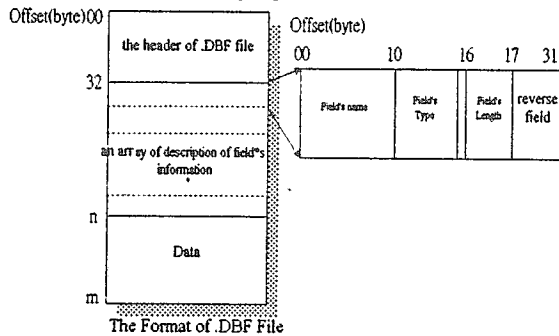 Offset(byte) 00
the header of .DBF file
32
an array of description of field's
information
n
Data
m
The Format of .DBF File
Offset(byte)
00 10 16 17 31
Field's name
Field's
Type
Field's
Length
reverse
field